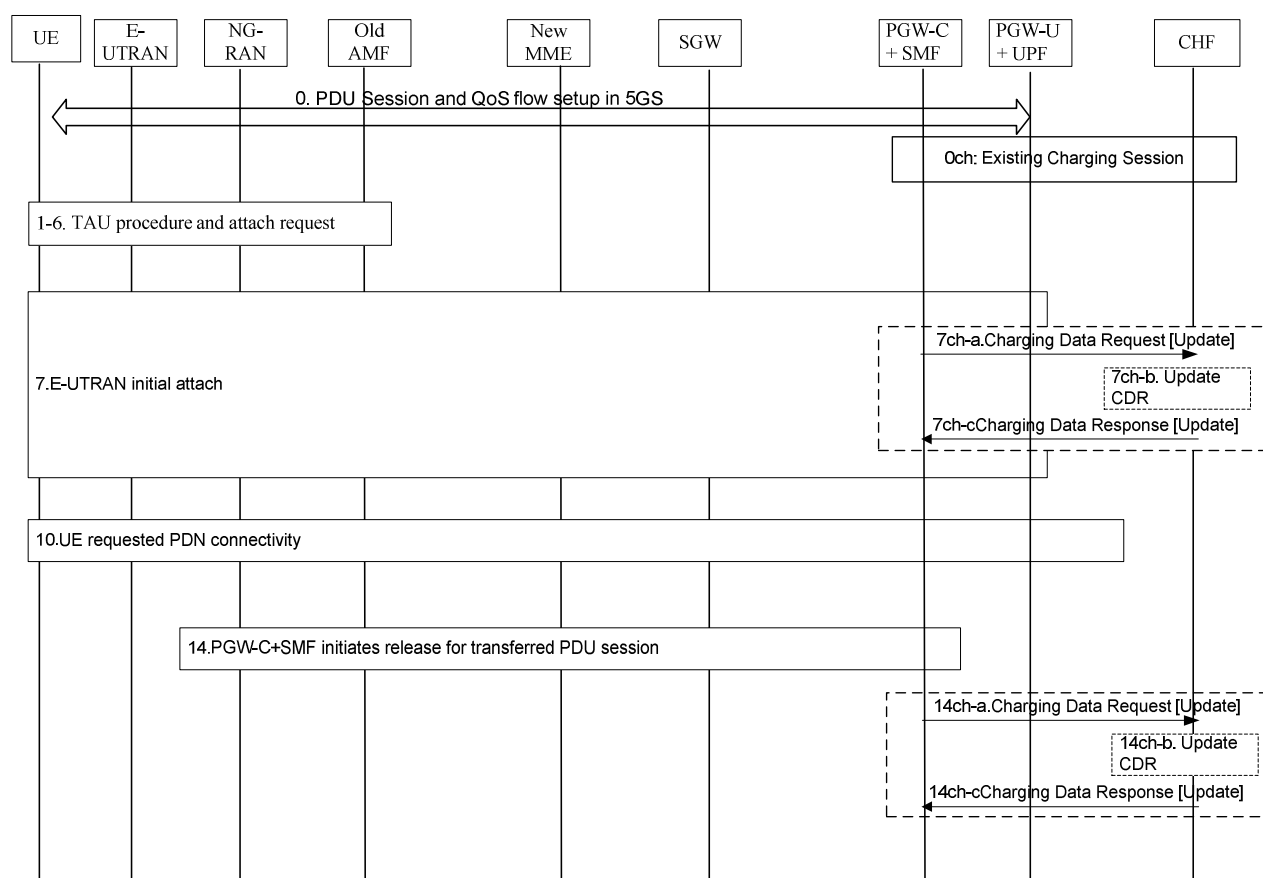 UE
E-
UTRAN
NG-
RAN
Old
AMF
New
MME
SGW
PGW-C
+ SMF
PGW-U
+ UPF
CHF
0. PDU Session and QoS flow setup in 5GS
0ch: Existing Charging Session
1-6. TAU procedure and attach request
7ch-a.Charging Data Request [Update]
7.E-UTRAN initial attach
7ch-b. Update
CDR
7ch-cCharging Data Response [Update]
10.UE requested PDN connectivity
14.PGW-C+SMF initiates release for transferred PDU session
14ch-a.Charging Data Request [Update]
14ch-b. Update
CDR
14ch-cCharging Data Response [Update]